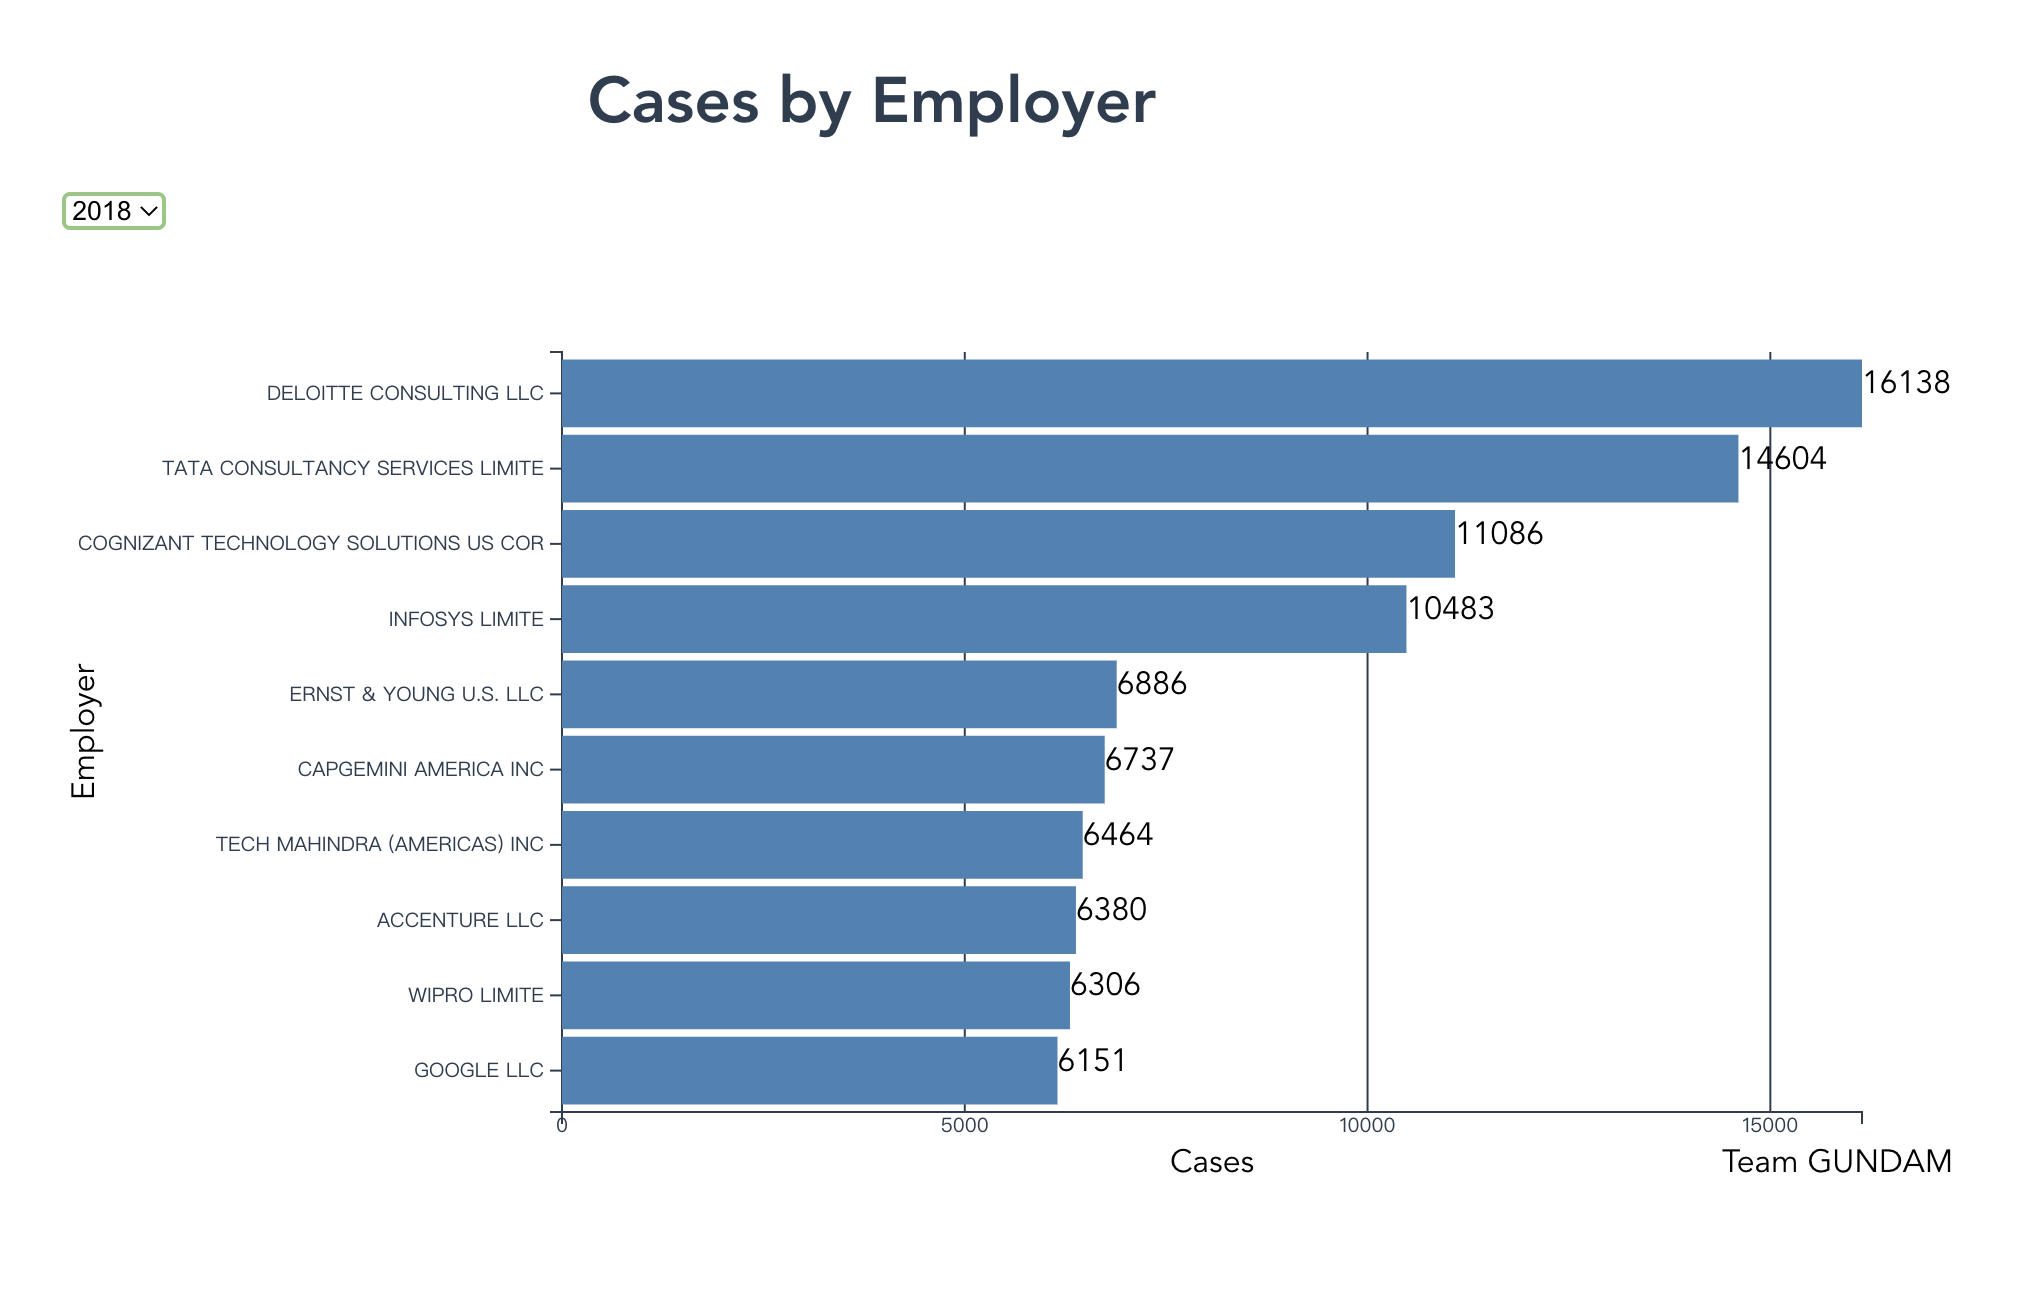 Cases by Employer
2018
DELOITTE CONSULTING LLC 16138
TATA CONSULTANCY SERVICES LIMITE 14604
COGNIZANT TECHNOLOGY SOLUTIONS US COR 11086
INFOSYS LIMITE 10483
ERNST & YOUNG U.S. LLC 6886
CAPGEMINI AMERICA INC 6737
TECH MAHINDRA (AMERICAS) INC 6464
ACCENTURE LLC 6380
WIPRO LIMITE 6306
GOOGLE LLC 6151
Employer
0 5000 10000 15000
Cases
Team GUNDAM